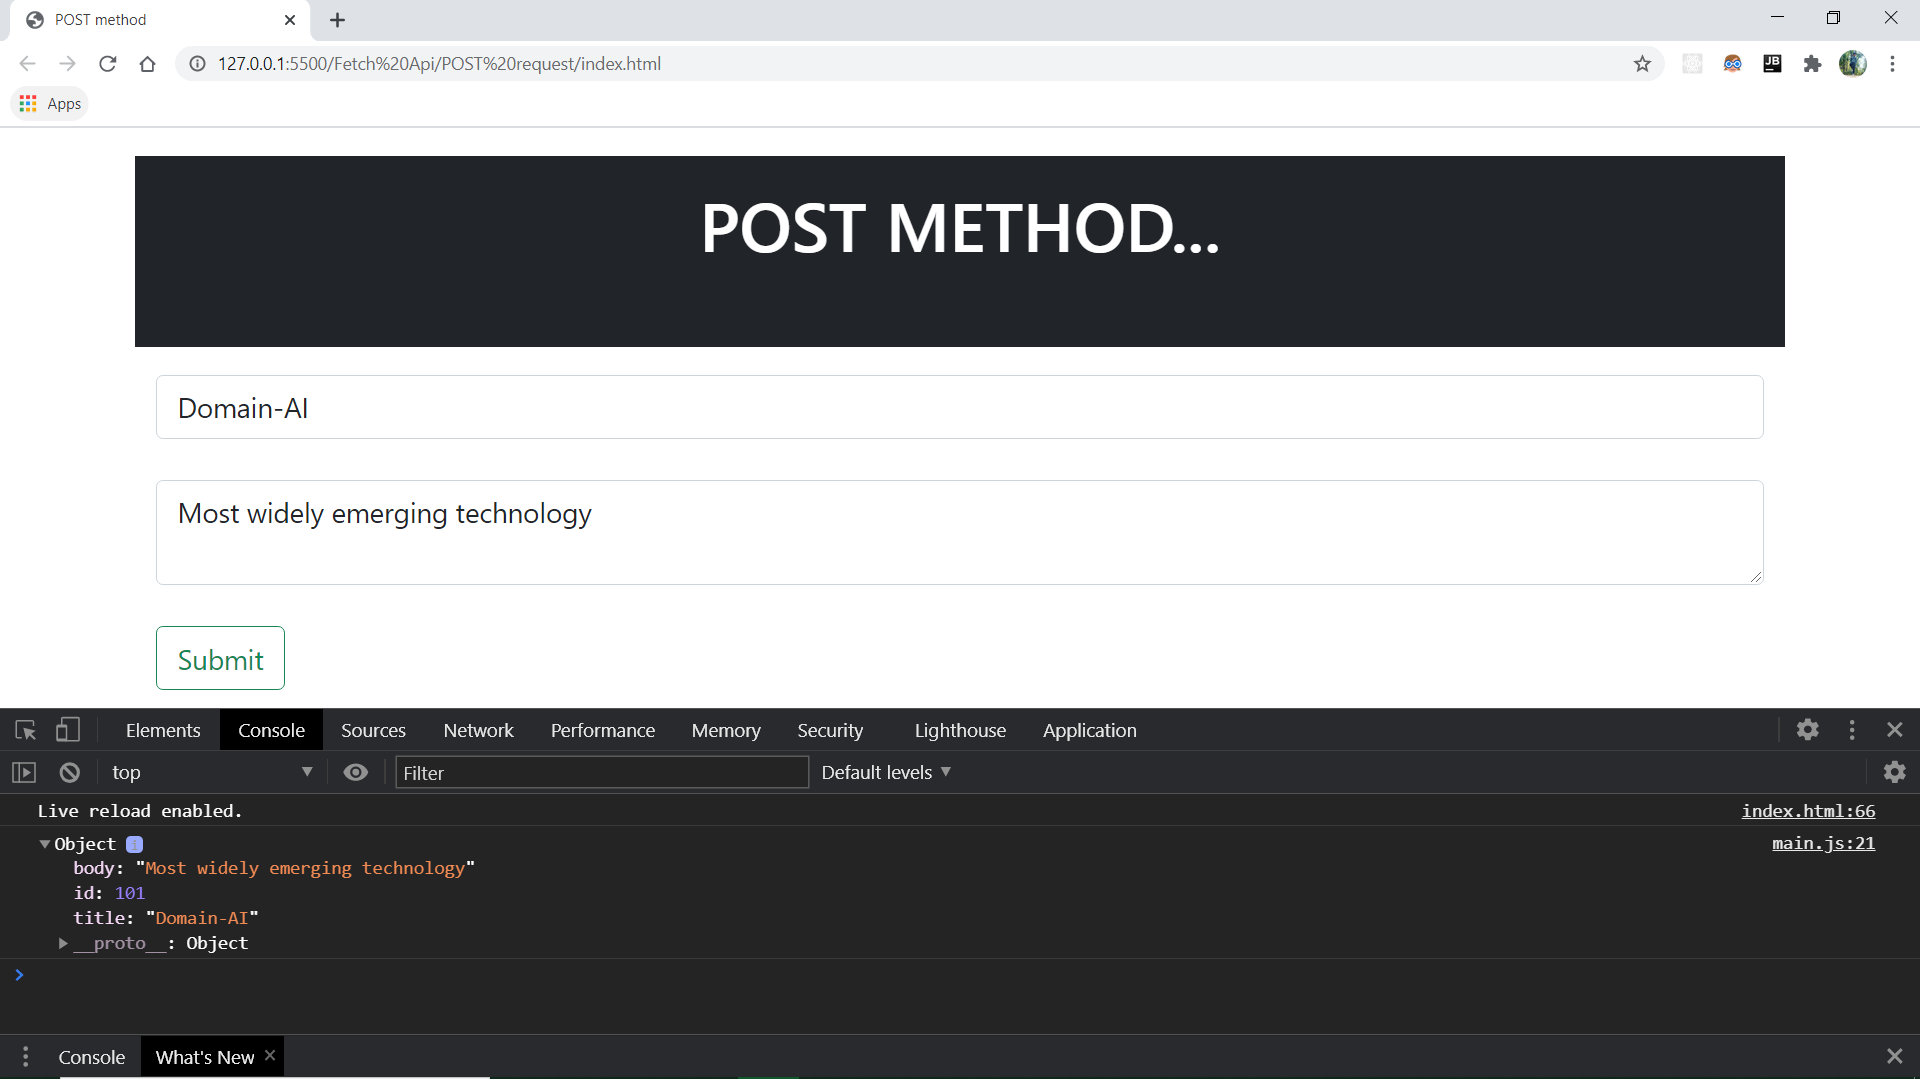 POST method
127.0.0.1:5500/Fetch%20Api/POST%20request/index.html
JB
Apps
POST METHOD...
Domain-AI
Most widely emerging technology
Submit
Elements Console Sources Network Performance Memory Security Lighthouse Application
top Filter Default levels
Live reload enabled. index.html:66
Object i main.js:21
body: "Most widely emerging technology"
id: 101
title: "Domain-AI"
__proto__: Object
Console What's New